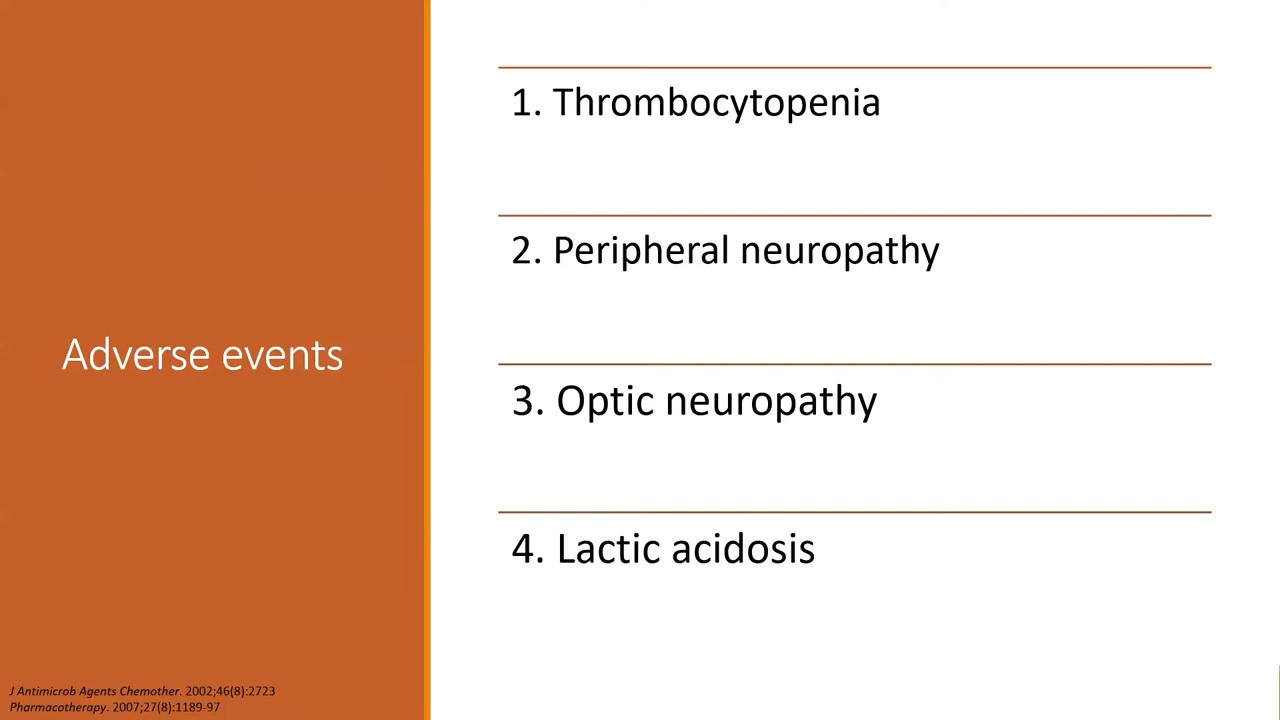 Adverse events
1. Thrombocytopenia
2. Peripheral neuropathy
3. Optic neuropathy
4. Lactic acidosis
J Antimicrob Agents Chemother. 2002;46(8):2723
Pharmacotherapy. 2007;27(8):1189-97